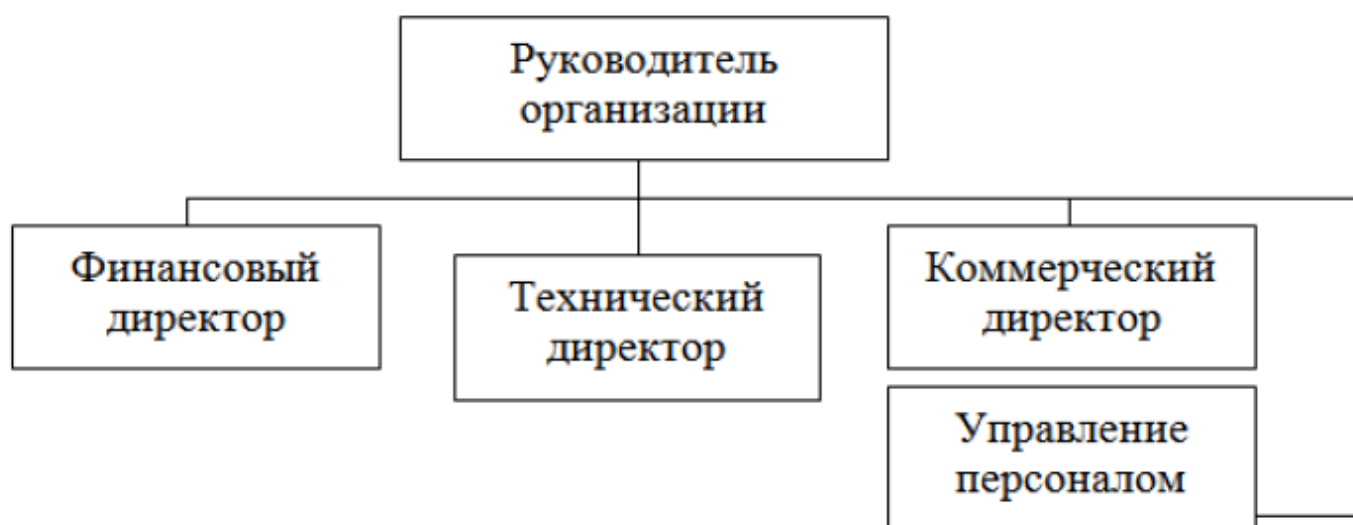 Руководитель
организации
Финансовый
директор
Технический
директор
Коммерческий
директор
Управление
персоналом